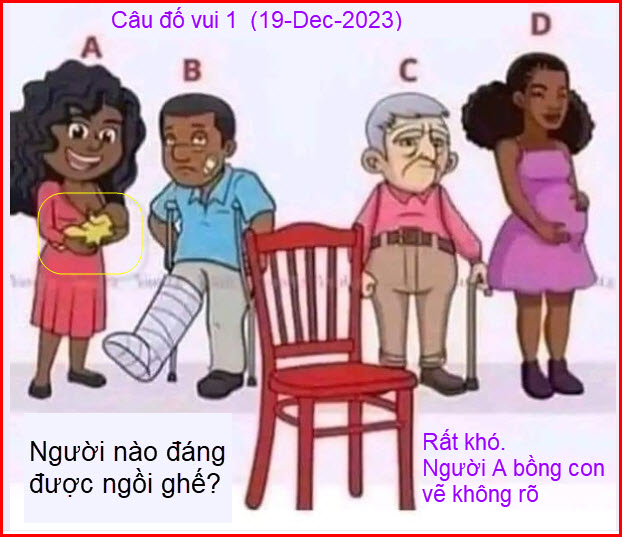 Câu đố vui 1 (19-Dec-2023)
A
B
C
D
Người nào đáng
được ngồi ghế?
Rất khó.
Người A bồng con
vẽ không rõ